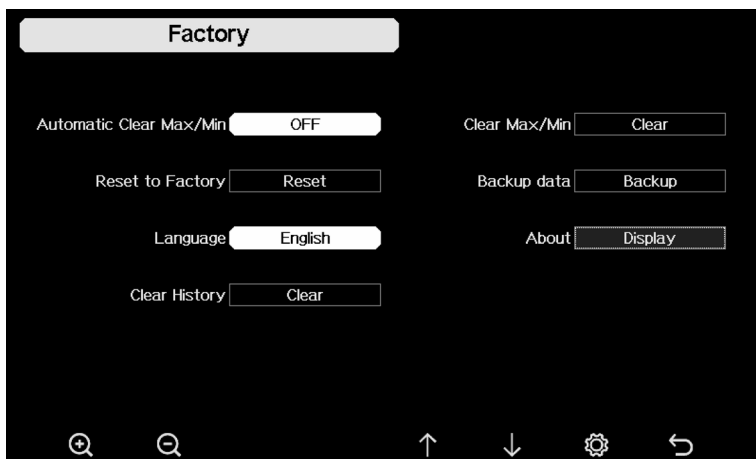 Factory
Automatic Clear Max/Min OFF
Clear Max/Min Clear
Reset to Factory Reset
Backup data Backup
Language English
About Display
Clear History Clear